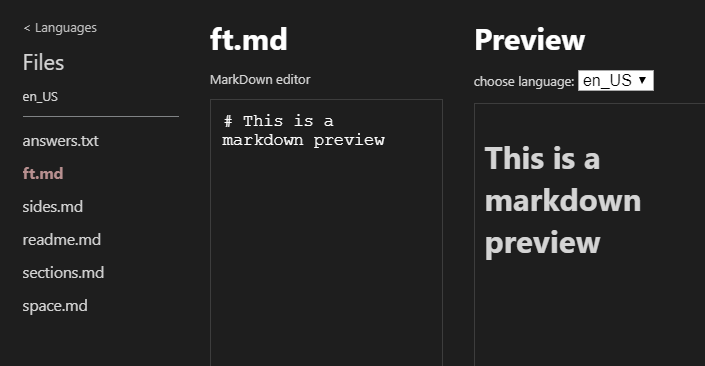 < Languages
Files
en_US
answers.txt
ft.md
sides.md
readme.md
sections.md
space.md
ft.md
MarkDown editor
# This is a
markdown preview
Preview
choose language: en_US ▼
This is a
markdown
preview